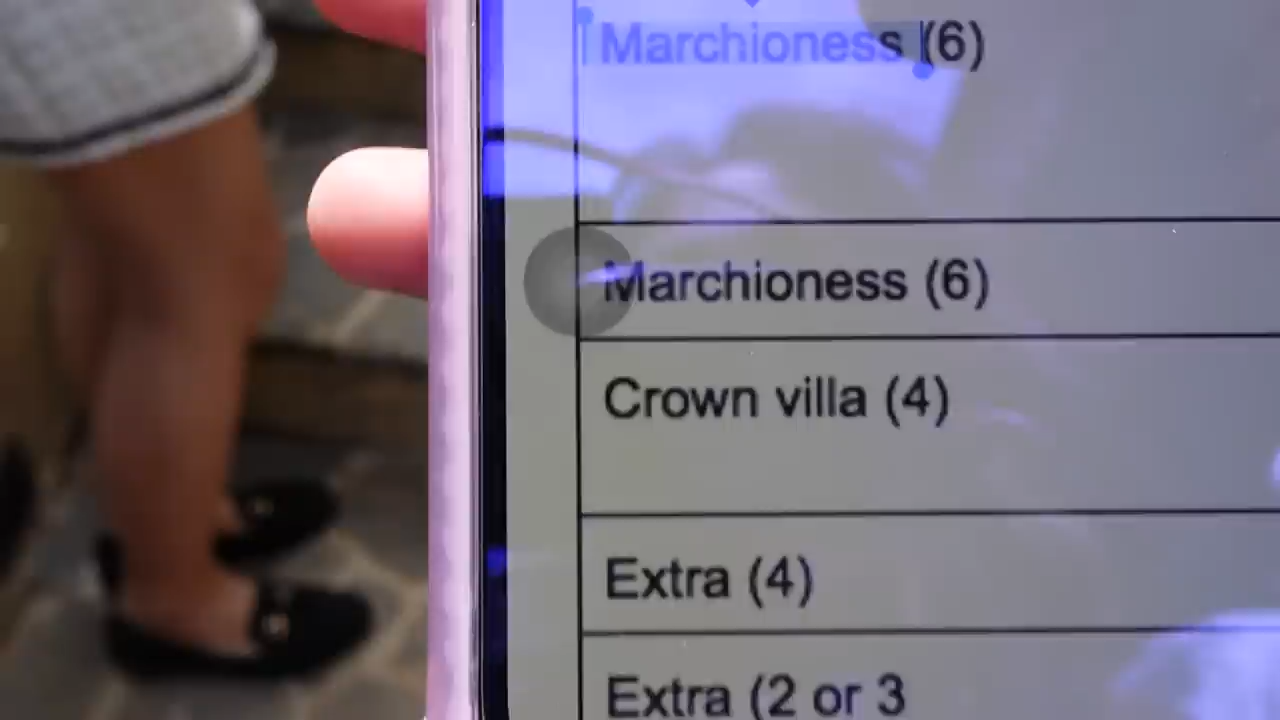 Marchioness (6)
Marchioness (6)
Crown villa (4)
Extra (4)
Extra (2 or 3